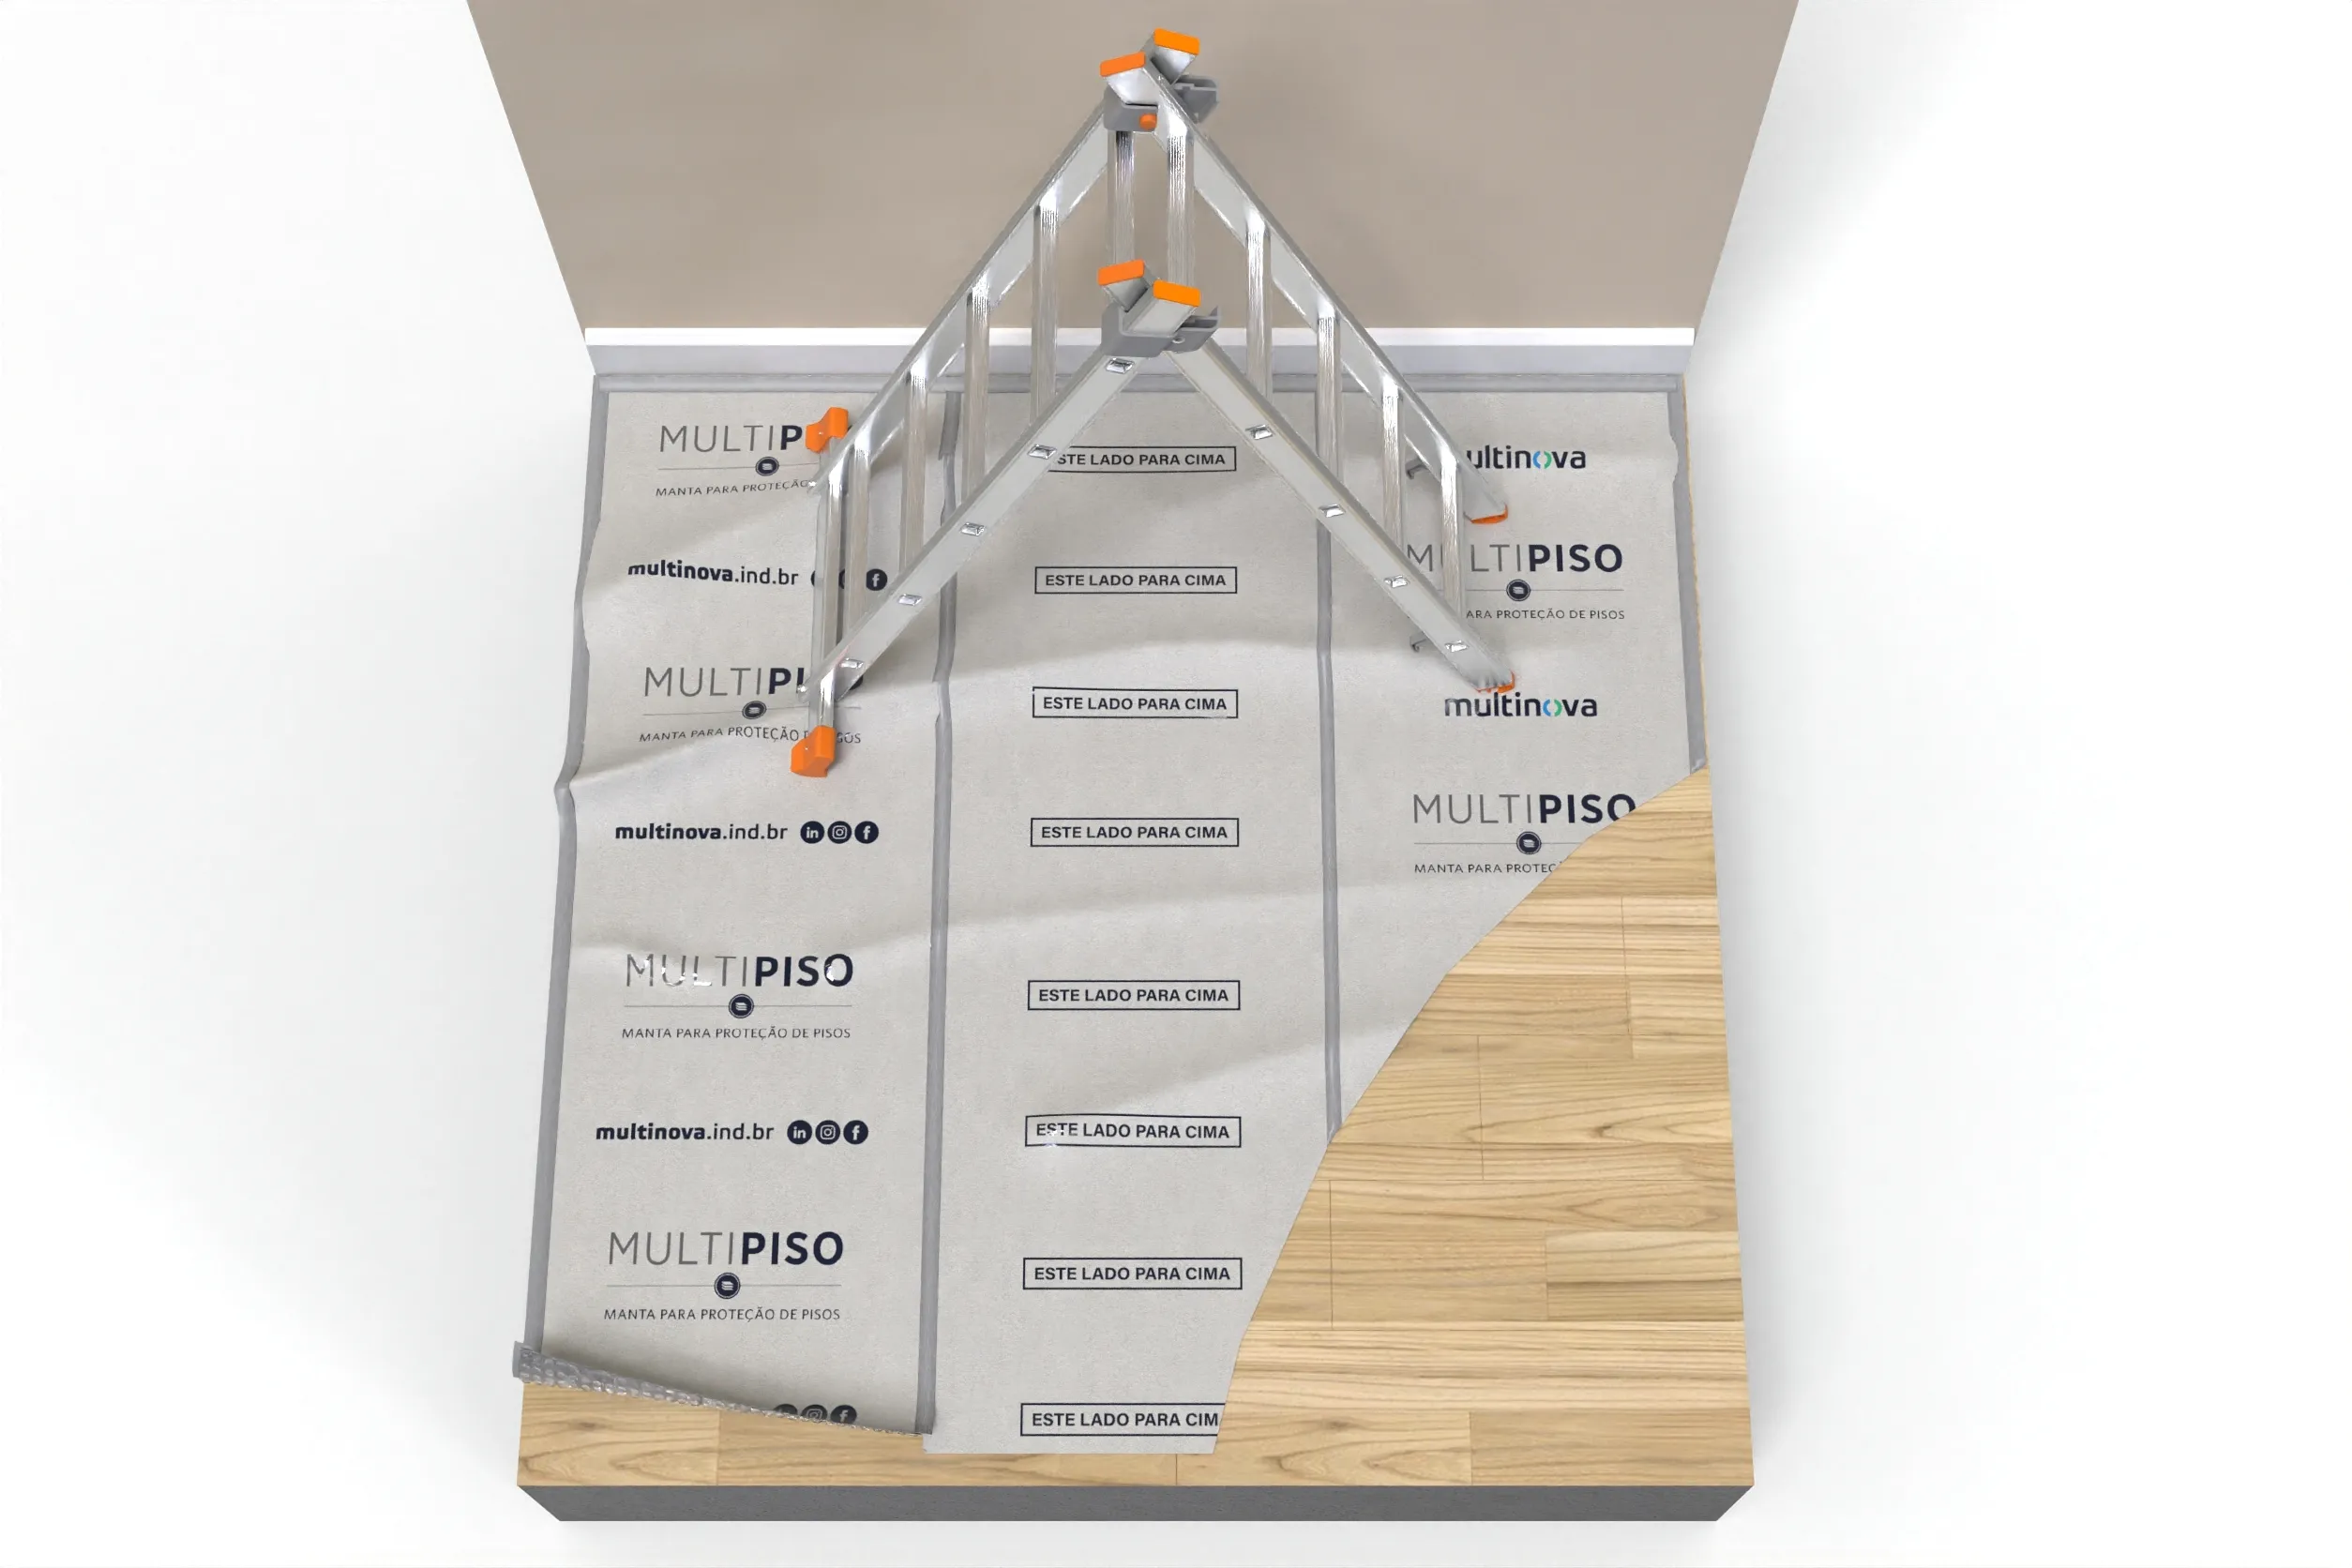 MULTIP
MANTA PARA PROTEÇÃO
multinova.ind.br
MULTIPI
MANTA PARA PROTEÇÃO
multinova.ind.br
MULTIPISO
MANTA PARA PROTEÇÃO DE PISOS
multinova.ind.br
MULTIPISO
MANTA PARA PROTEÇÃO DE PISOS
STE LADO PARA CIMA
ESTE LADO PARA CIMA
ESTE LADO PARA CIMA
ESTE LADO PARA CIMA
ESTE LADO PARA CIMA
ESTE LADO PARA CIMA
ESTE LADO PARA CIMA
ESTE LADO PARA CIM
ultinova
M LTIPISO
ARA PROTEÇÃO DE PISOS
multinova
MULTIPISO
MANTA PARA PROTEÇ